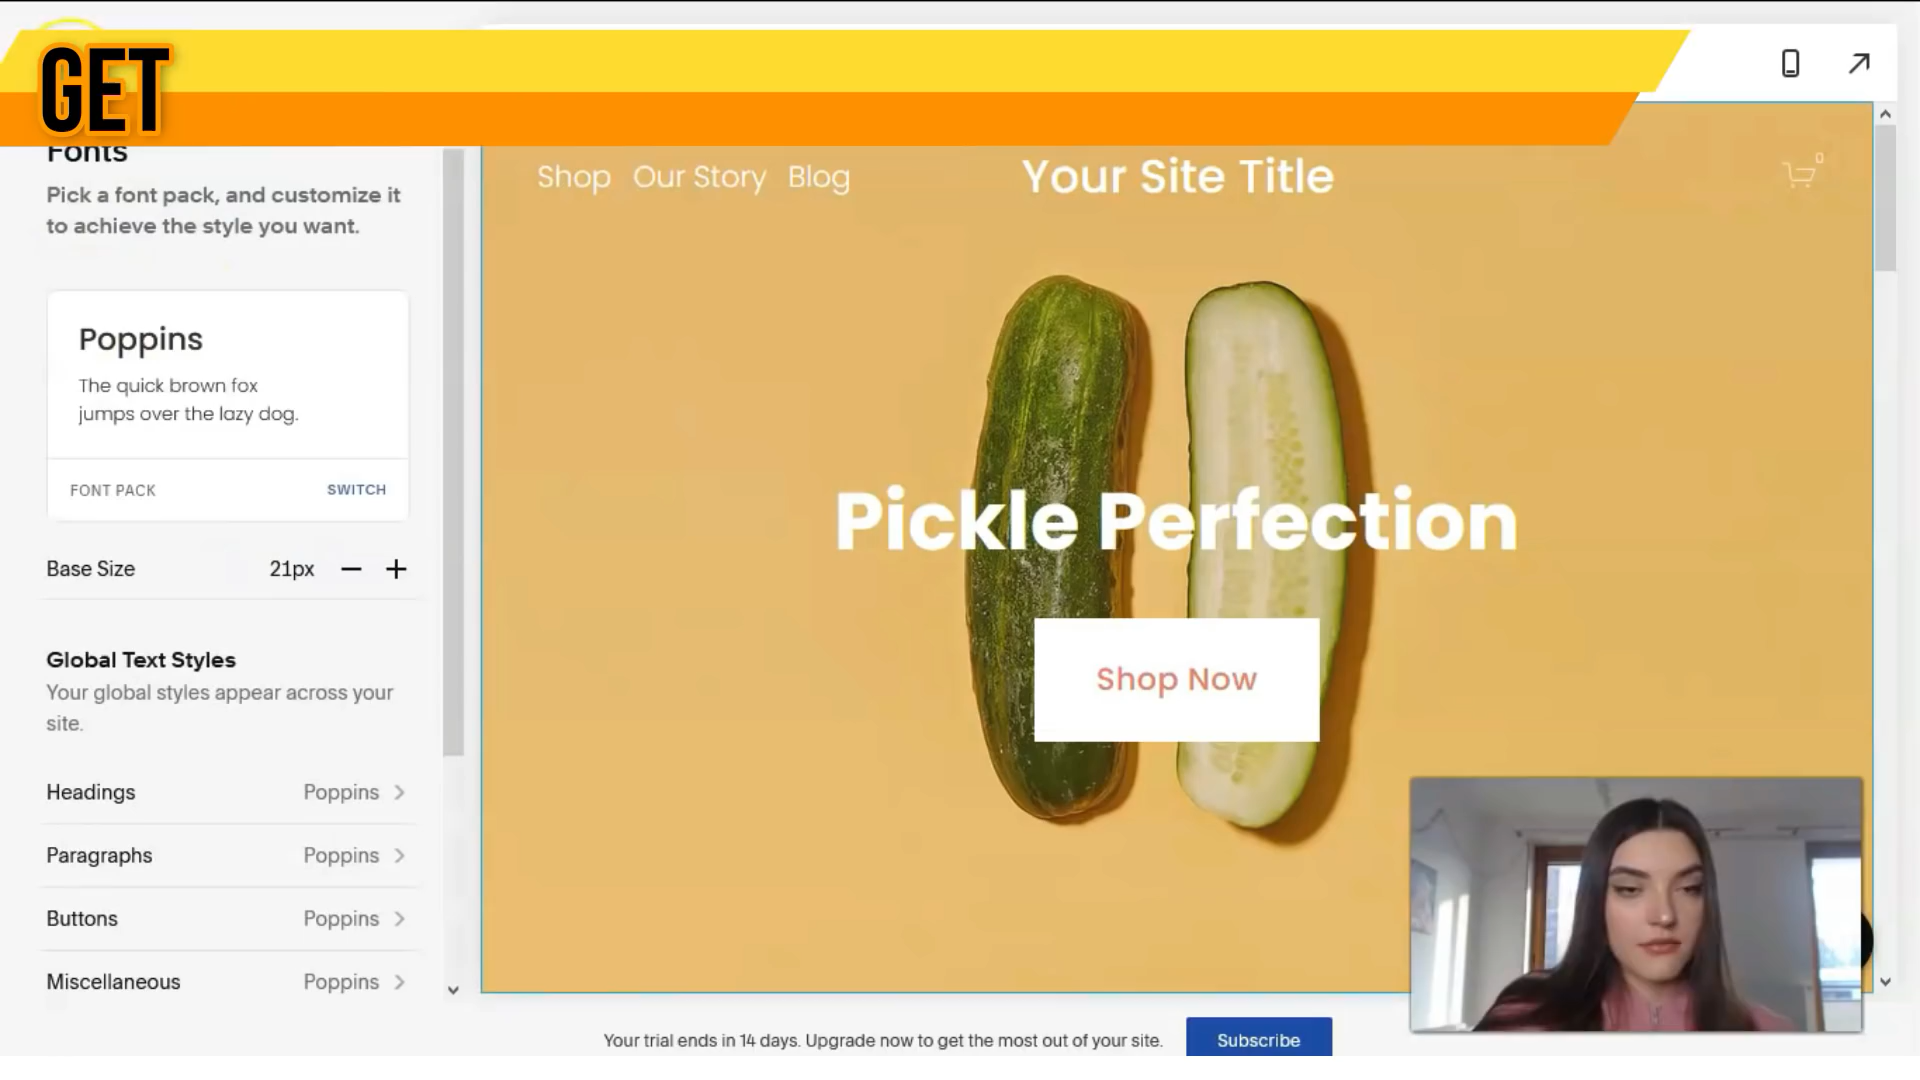 GET
Fonts
Pick a font pack, and customize it
to achieve the style you want.
Poppins
The quick brown fox
jumps over the lazy dog.
FONT PACK SWITCH
Base Size 21px
Global Text Styles
Your global styles appear across your
site.
Headings Poppins
Paragraphs Poppins
Buttons Poppins
Miscellaneous Poppins
Shop Our Story Blog
Your Site Title
0
Pickle Perfection
Shop Now
Your trial ends in 14 days. Upgrade now to get the most out of your site.
Subscribe